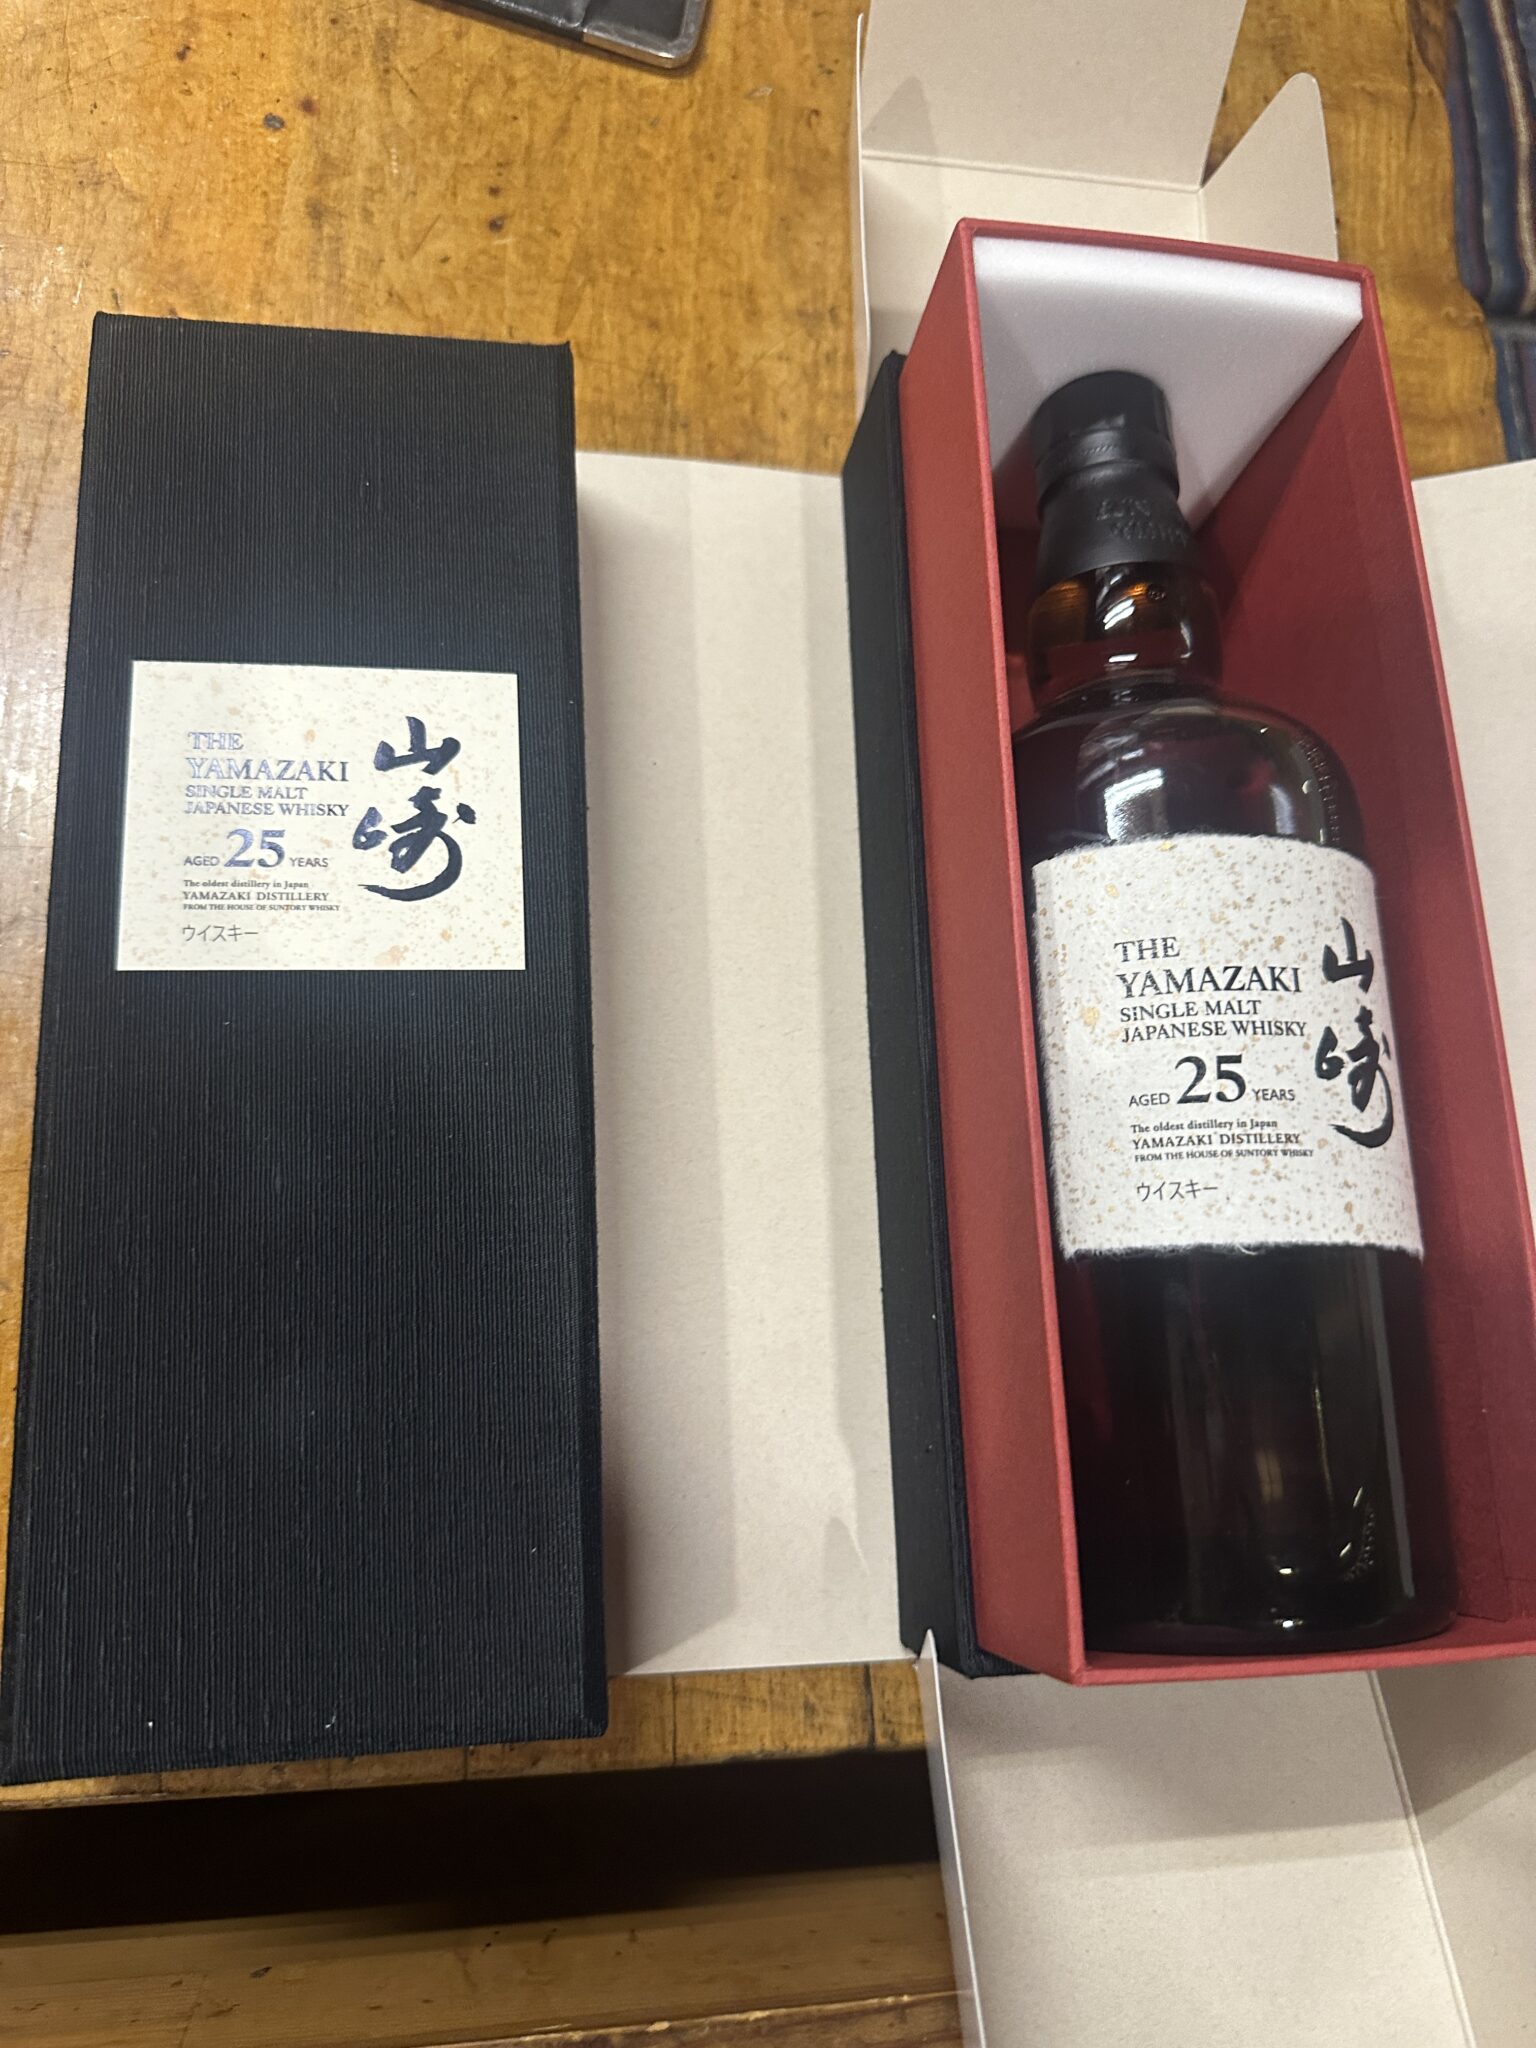 THE
YAMAZAKI
SINGLE MALT
JAPANESE WHISKY
AGED 25 YEARS
The oldest distillery in Japan
YAMAZAKI DISTILLERY
FROM THE HOUSE OF SUNTORY WHISKY
ウイスキー
山崎
THE
YAMAZAKI
SINGLE MALT
JAPANESE WHISKY
AGED 25 YEARS
The oldest distillery in Japan
YAMAZAKI DISTILLERY
FROM THE HOUSE OF SUNTORY WHISKY
ウイスキー
山崎